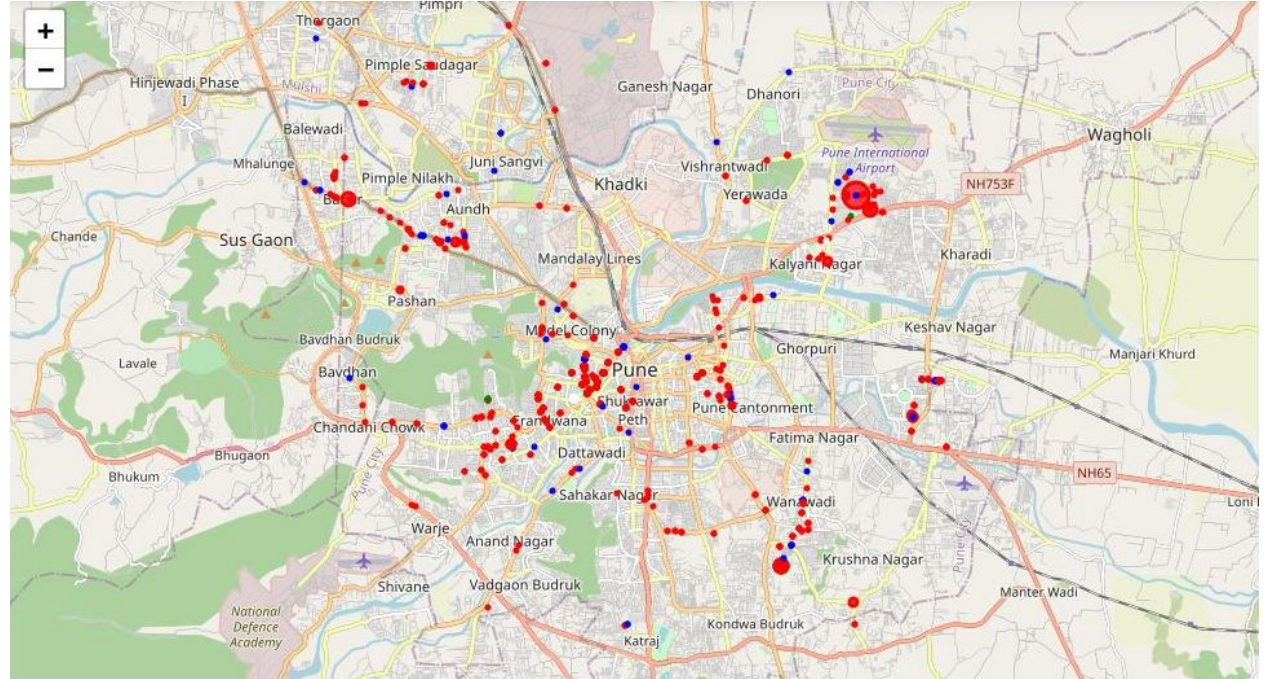 +
−
Pimpri
Thergaon
Pimple Saudagar
Hinjewadi Phase
I
Mulshi
Ganesh Nagar
Dhanori
Pune City
Wagholi
Balewadi
Mhalunge
Juni Sangvi
Vishrantwadi
Pune International
Airport
Pimple Nilakh
Khadki
Yerawada
NH753F
Aundh
Chande
Sus Gaon
Mandalay Lines
Kalyani Nagar
Kharadi
Pashan
Model Colony
Keshav Nagar
Bavdhan Budruk
Ghorpuri
Manjari Khurd
Lavale
Bavdhan
Pune
Shukrawar
Peth
Pune Cantonment
Erandwana
Chandani Chowk
Fatima Nagar
Bhugaon
Dattawadi
Pune City
NH65
Bhukum
Sahakar Nagar
Wanawadi
Loni
Warje
Anand Nagar
Pune City
Krushna Nagar
Shivane
Vadgaon Budruk
Manter Wadi
National
Defence
Academy
Kondwa Budruk
Katraj